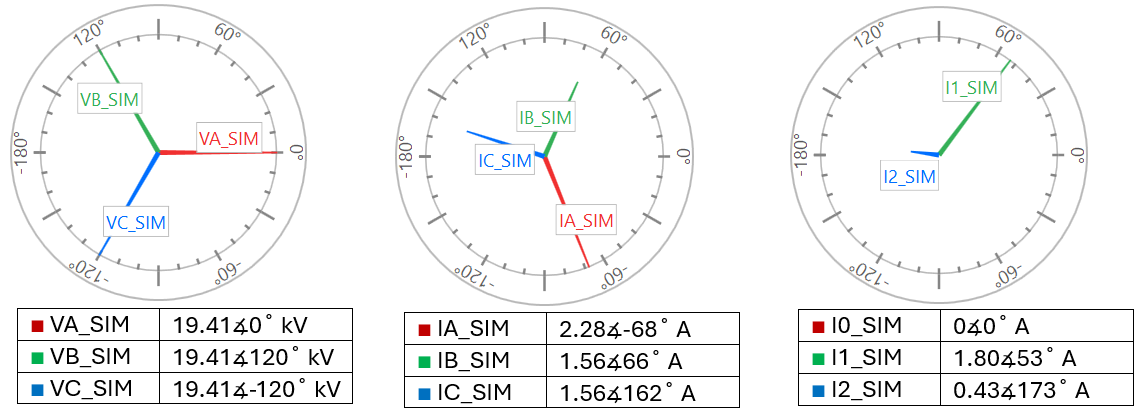 120°
60°
VB_SIM
VA_SIM
-180°
0°
VC_SIM
-120°
-60°
120°
60°
IB_SIM
IC_SIM
-180°
0°
IA_SIM
-120°
-60°
120°
60°
I1_SIM
-180°
0°
I2_SIM
-120°
-60°
VA_SIM 19.41∡0° kV
VB_SIM 19.41∡120° kV
VC_SIM 19.41∡-120° kV
IA_SIM 2.28∡-68° A
IB_SIM 1.56∡66° A
IC_SIM 1.56∡162° A
I0_SIM 0∡0° A
I1_SIM 1.80∡53° A
I2_SIM 0.43∡173° A